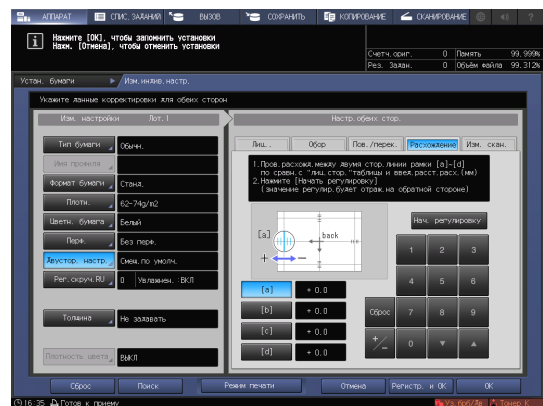 АППАРАТ
СПИС. ЗАДАНИЙ
ВЫЗОВ
СОХРАНИТЬ
КОПИРОВАНИЕ
СКАНИРОВАНИЕ
Нажмите [OK], чтобы запомнить установки
Нажм. [Отмена], чтобы отменить установки
Счетч. ориг. 0 Память 99.999%
Рез. Задан. 0 Объём файла 99.312%
Устан. бумаги
Изм. индив. настр.
Укажите данные корректировки для обеих сторон
Изм. настройки Лот.1
Настр. обеих стор.
Лиц..
Обор
Пов./перек.
Расхождение
Изм. скан.
Тип бумаги Обычн.
Имя профиля
Формат бумаги Станд.
Плотн. 62-74g/m2
Цветн. бумага Белый
Перф. Без перф.
Двустор. настр. Смещ.по умолч.
Рег.скруч.RU 0 Увлажнен. :ВКЛ
Толщина Не задавать
Плотность цвета ВЫКЛ
1.Пров.расхожд.между двумя стор.линии рамки [a]-[d]
по сравн.с "лиц.стор."таблицы и введ.расст.расх.(мм)
2.Нажмите [Начать регулировку]
(значение регулир.будет отраж.на обратной стороне)
[a]
back
+ -
Нач. регулировку
[a] + 0.0
[b] + 0.0
[c] + 0.0
[d] + 0.0
1 2 3
4 5 6
Сброс 7 8 9
+/- 0 ▼ ▲
Сброс
Поиск
Режим печати
Отмена
Регистр. и OK
OK
16:35 Готов к приему
Тонер К